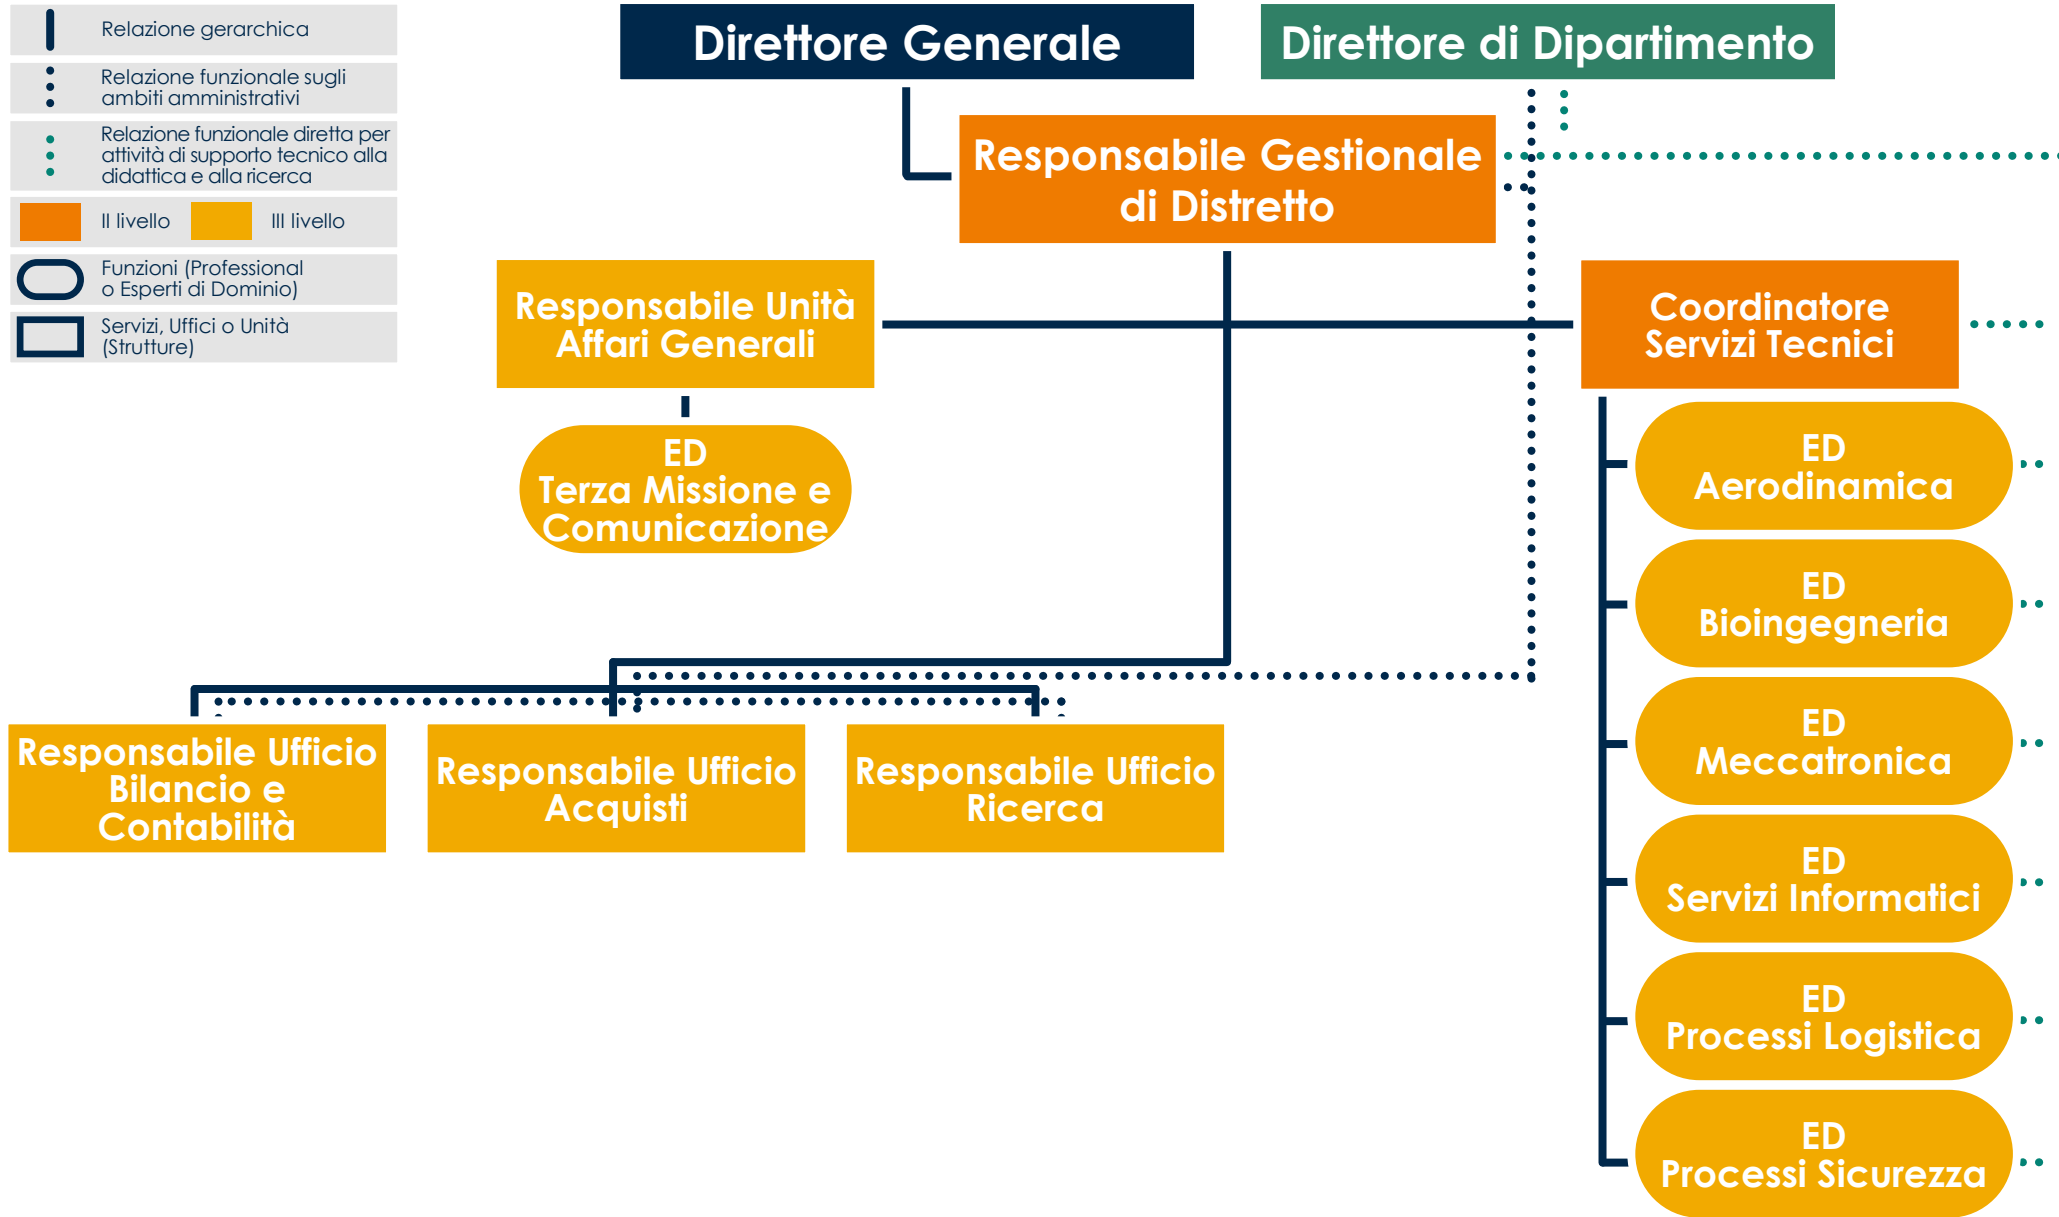 Relazione gerarchica
Relazione funzionale sugli
ambiti amministrativi
Relazione funzionale diretta per
attività di supporto tecnico alla
didattica e alla ricerca
II livello
III livello
Funzioni (Professional
o Esperti di Dominio)
Servizi, Uffici o Unità
(Strutture)
Direttore Generale
Direttore di Dipartimento
Responsabile Gestionale
di Distretto
Responsabile Unità
Affari Generali
Coordinatore
Servizi Tecnici
ED
Terza Missione e
Comunicazione
ED
Aerodinamica
ED
Bioingegneria
ED
Meccatronica
ED
Servizi Informatici
ED
Processi Logistica
ED
Processi Sicurezza
Responsabile Ufficio
Bilancio e
Contabilità
Responsabile Ufficio
Acquisti
Responsabile Ufficio
Ricerca